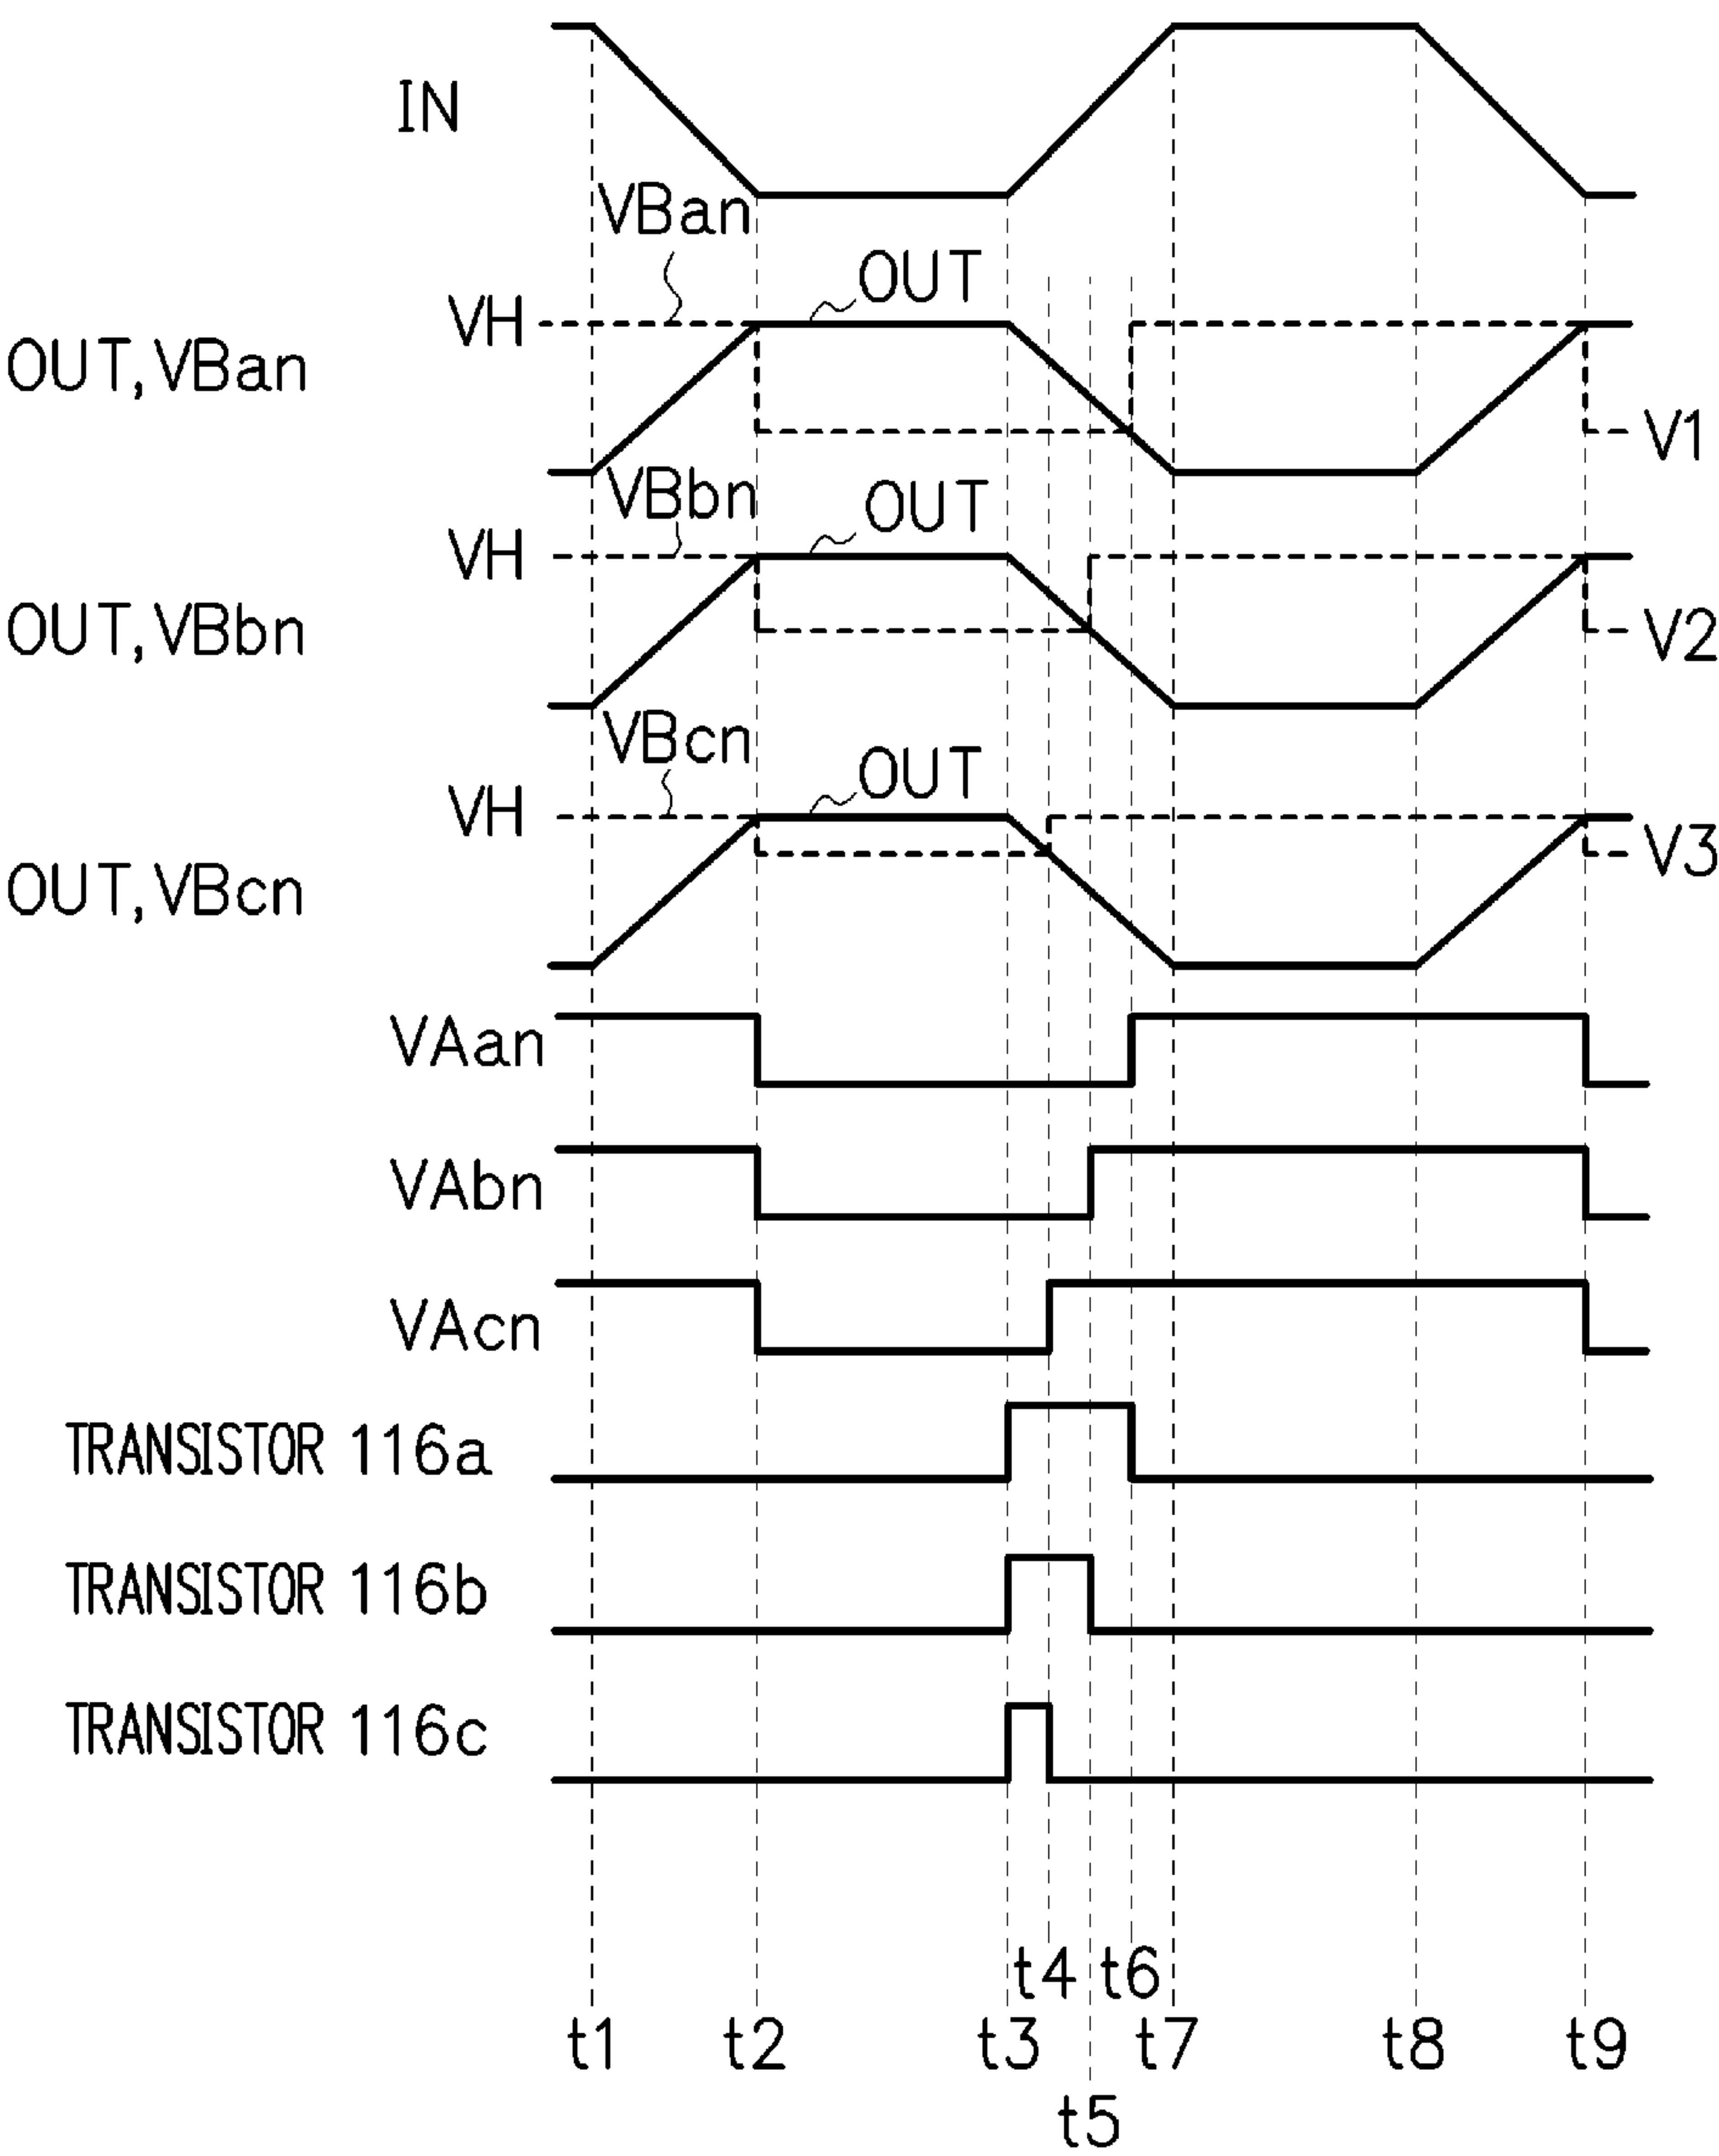 IN
VBan
VH
OUT
OUT, VBan
V1
VBbn
OUT
VH
OUT, VBbn
V2
VBcn
OUT
VH
OUT, VBcn
V3
VAan
VAbn
VAcn
TRANSISTOR 116a
TRANSISTOR 116b
TRANSISTOR 116c
t4 t6
t1 t2 t3 t7 t8 t9
t5